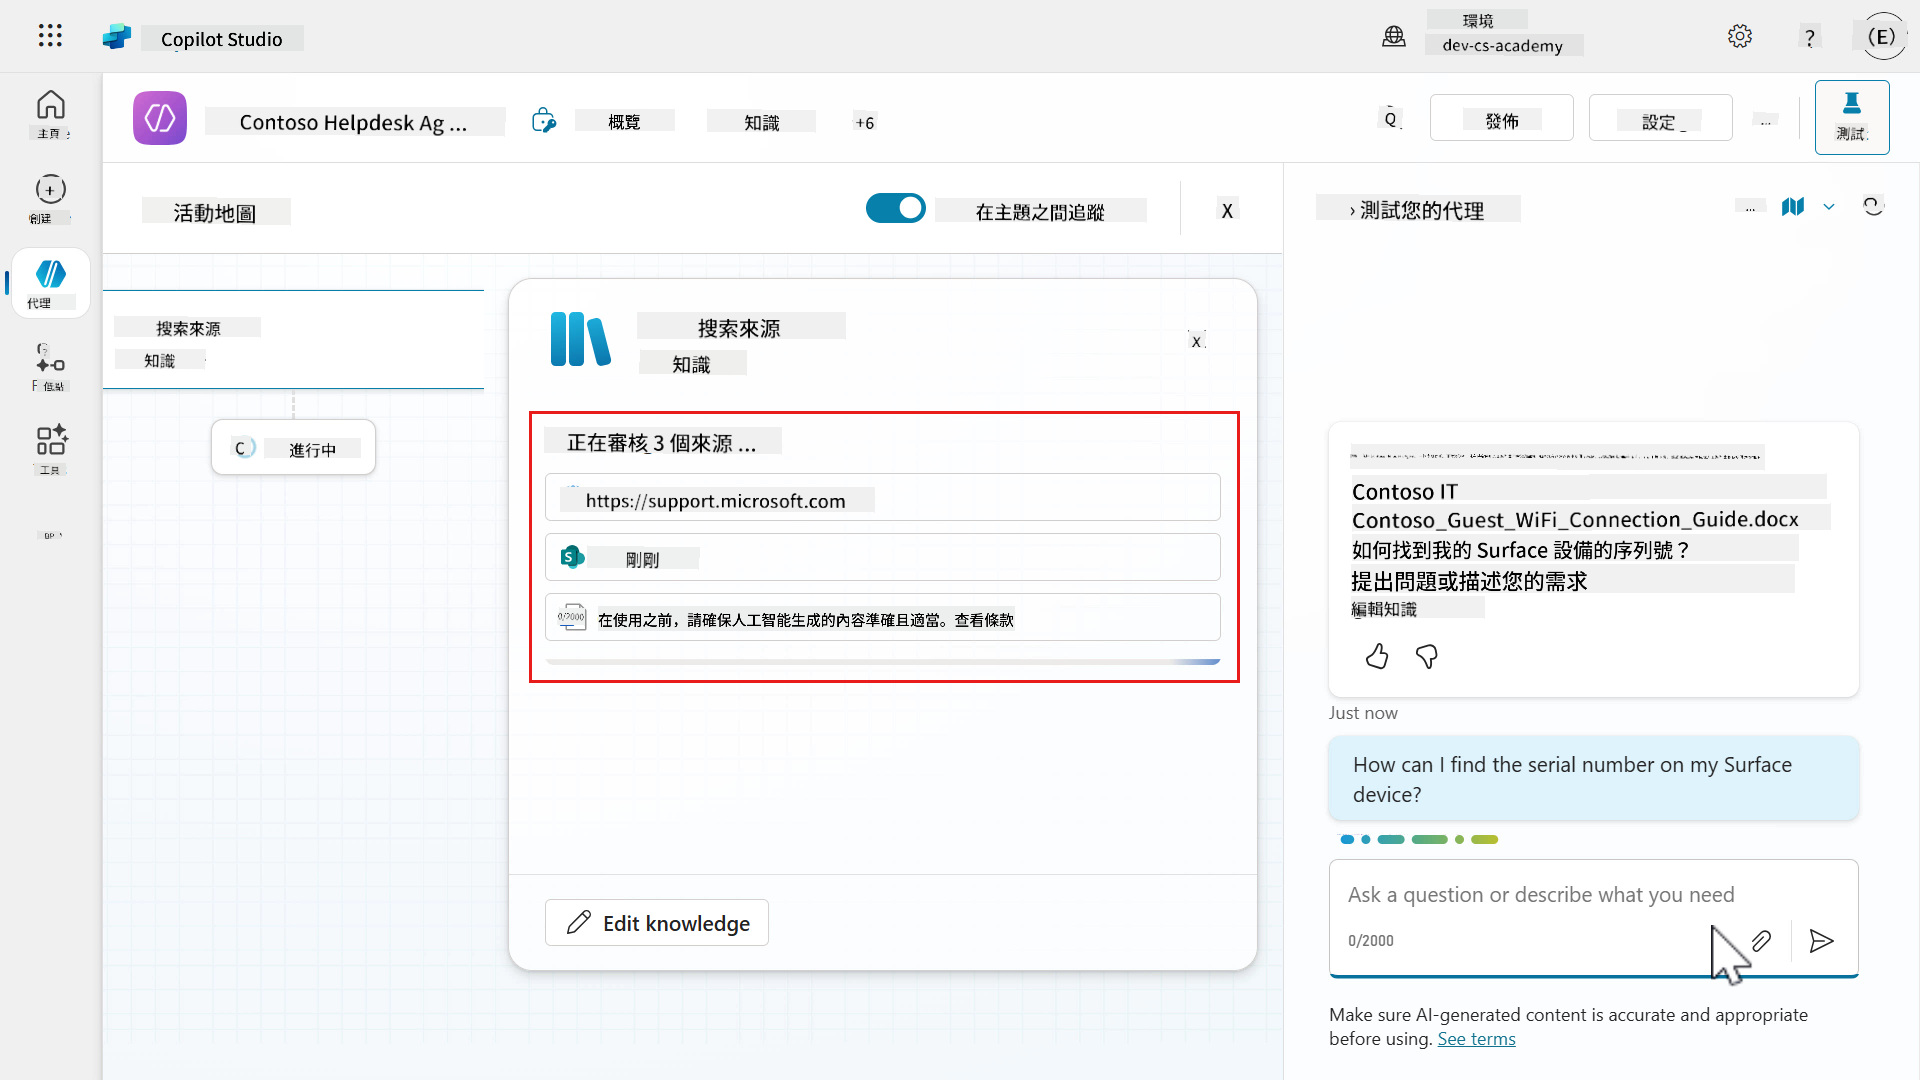 Copilot Studio
環境
dev-cs-academy
?
(E)
主頁
創建
代理
低點
工具
Contoso Helpdesk Ag ...
概覽
知識
+6
Q
發佈
設定
...
測試
活動地圖
在主題之間追蹤
X
搜索來源
知識
C 進行中
搜索來源
知識
x
正在審核 3 個來源 ...
https://support.microsoft.com
剛剛
0/2000
在使用之前，請確保人工智能生成的內容準確且適當。查看條款
Edit knowledge
› 測試您的代理
...
Contoso IT
Contoso_Guest_WiFi_Connection_Guide.docx
如何找到我的 Surface 設備的序列號？
提出問題或描述您的需求
編輯知識
Just now
How can I find the serial number on my Surface
device?
Ask a question or describe what you need
0/2000
Make sure AI-generated content is accurate and appropriate
before using. See terms